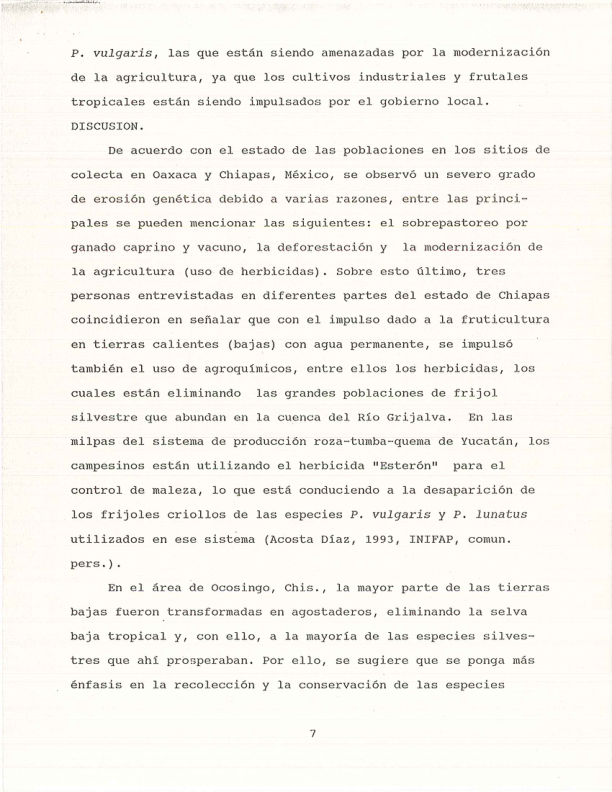 P. vulgaris, las que están siendo amenazadas por la modernización
de la agricultura, ya que los cultivos industriales y frutales
tropicales están siendo impulsados por el gobierno local.
DISCUSION.
De acuerdo con el estado de las poblaciones en los sitios de
colecta en Oaxaca y Chiapas, México, se observó un severo grado
de erosión genética debido a varias razones, entre las princi-
pales se pueden mencionar las siguientes: el sobrepastoreo por
ganado caprino y vacuno, la deforestación y la modernización de
la agricultura (uso de herbicidas). Sobre esto último, tres
personas entrevistadas en diferentes partes del estado de Chiapas
coincidieron en señalar que con el impulso dado a la fruticultura
en tierras calientes (bajas) con agua permanente, se impulsó
también el uso de agroquímicos, entre ellos los herbicidas, los
cuales están eliminando las grandes poblaciones de frijol
silvestre que abundan en la cuenca del Río Grijalva. En las
milpas del sistema de producción roza-tumba-quema de Yucatán, los
campesinos están utilizando el herbicida "Esterón" para el
control de maleza, lo que está conduciendo a la desaparición de
los frijoles criollos de las especies P. vulgaris y P. lunatus
utilizados en ese sistema (Acosta Díaz, 1993, INIFAP, comun.
pers.).
En el área de Ocosingo, Chis., la mayor parte de las tierras
bajas fueron transformadas en agostaderos, eliminando la selva
baja tropical y, con ello, a la mayoría de las especies silves-
tres que ahí prosperaban. Por ello, se sugiere que se ponga más
énfasis en la recolección y la conservación de las especies
7